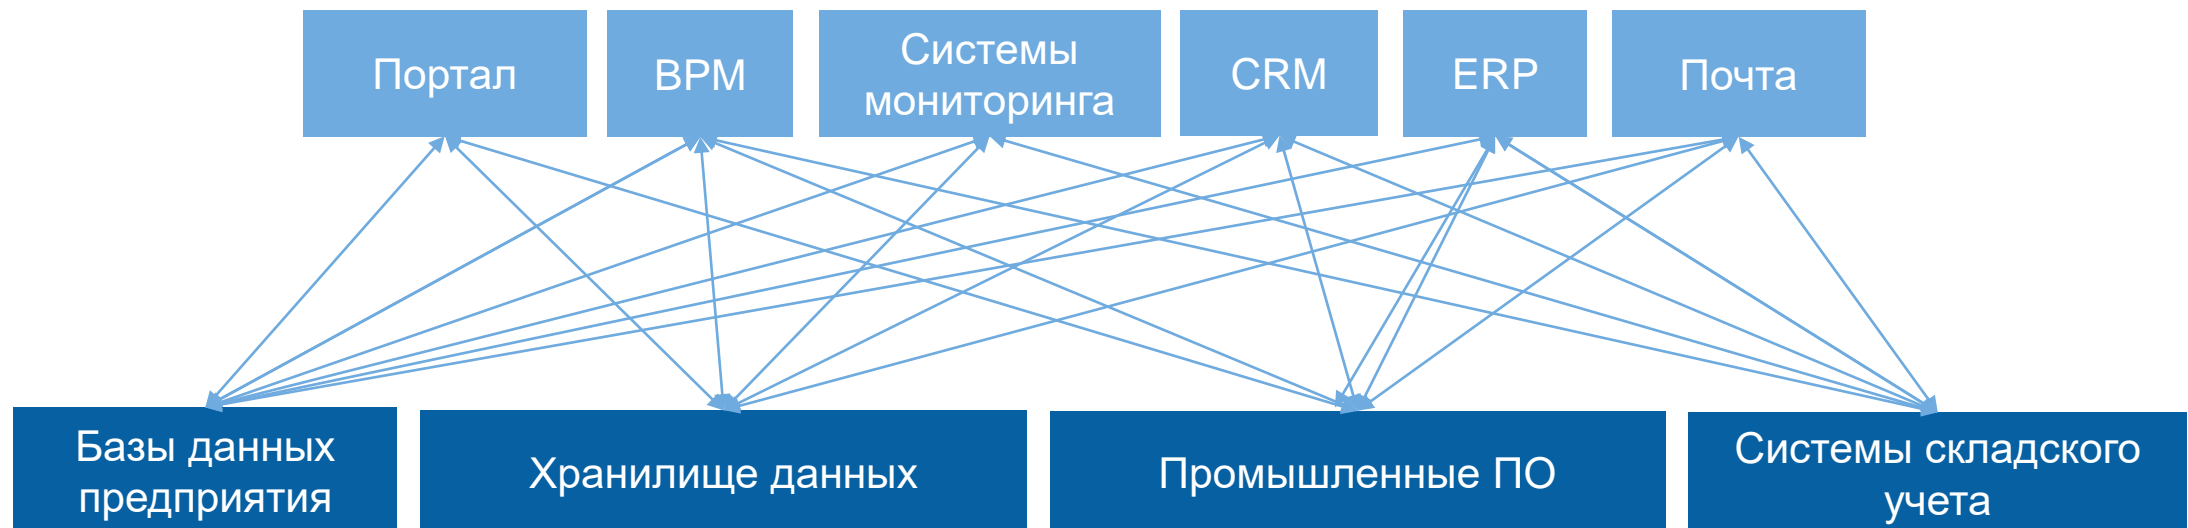 Портал
BPM
Системы
мониторинга
CRM
ERP
Почта
Базы данных
предприятия
Хранилище данных
Промышленные ПО
Системы складского
учета